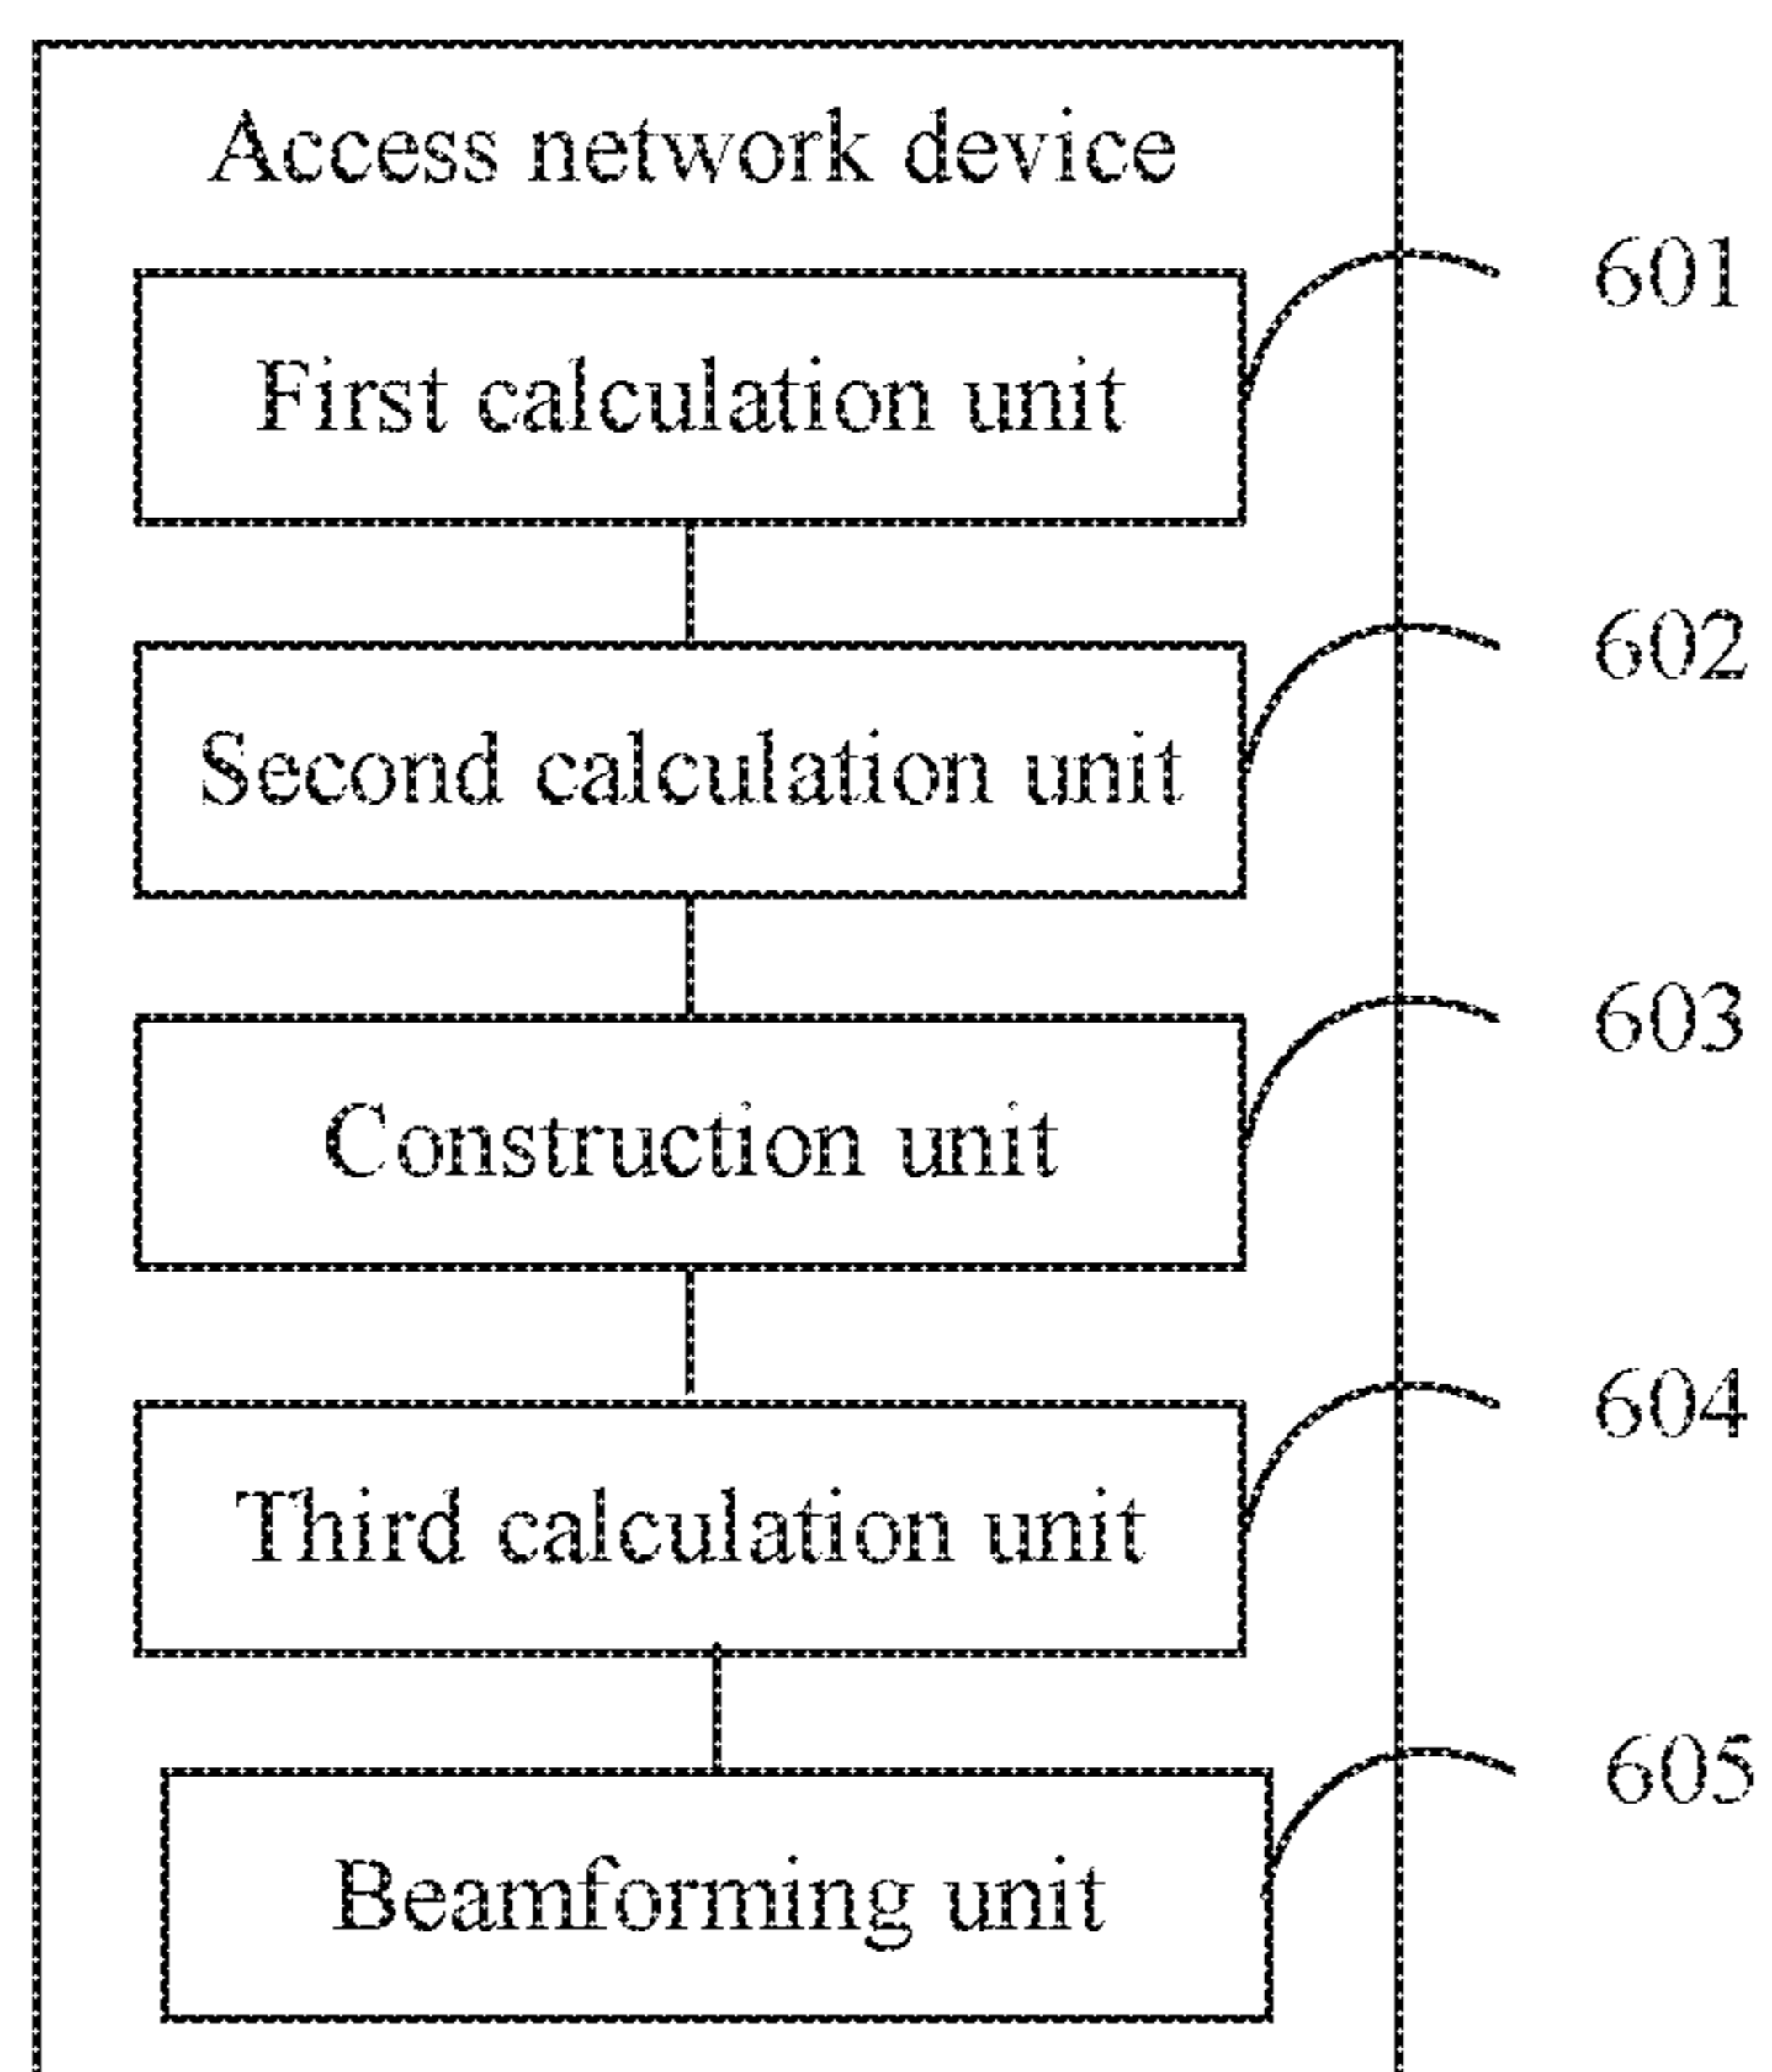 Access network device
601
First calculation unit
602
Second calculation unit
603
Construction unit
604
Third calculation unit
605
Beamforming unit